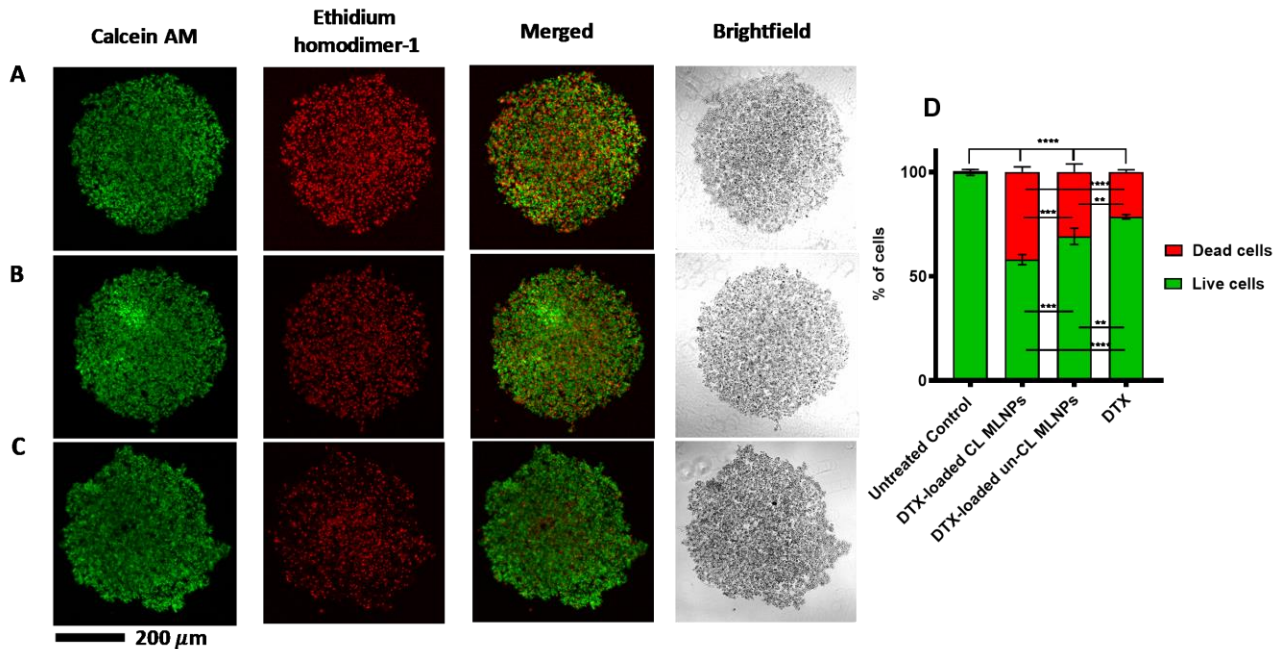 Calcein AM
Ethidium
homodimer-1
Merged
Brightfield
A
B
C
200 μm
D
% of cells
100
50
0
****
****
**
***
***
**
****
Dead cells
Live cells
Untreated Control
DTX-loaded CL MLNPs
DTX-loaded un-CL MLNPs
DTX